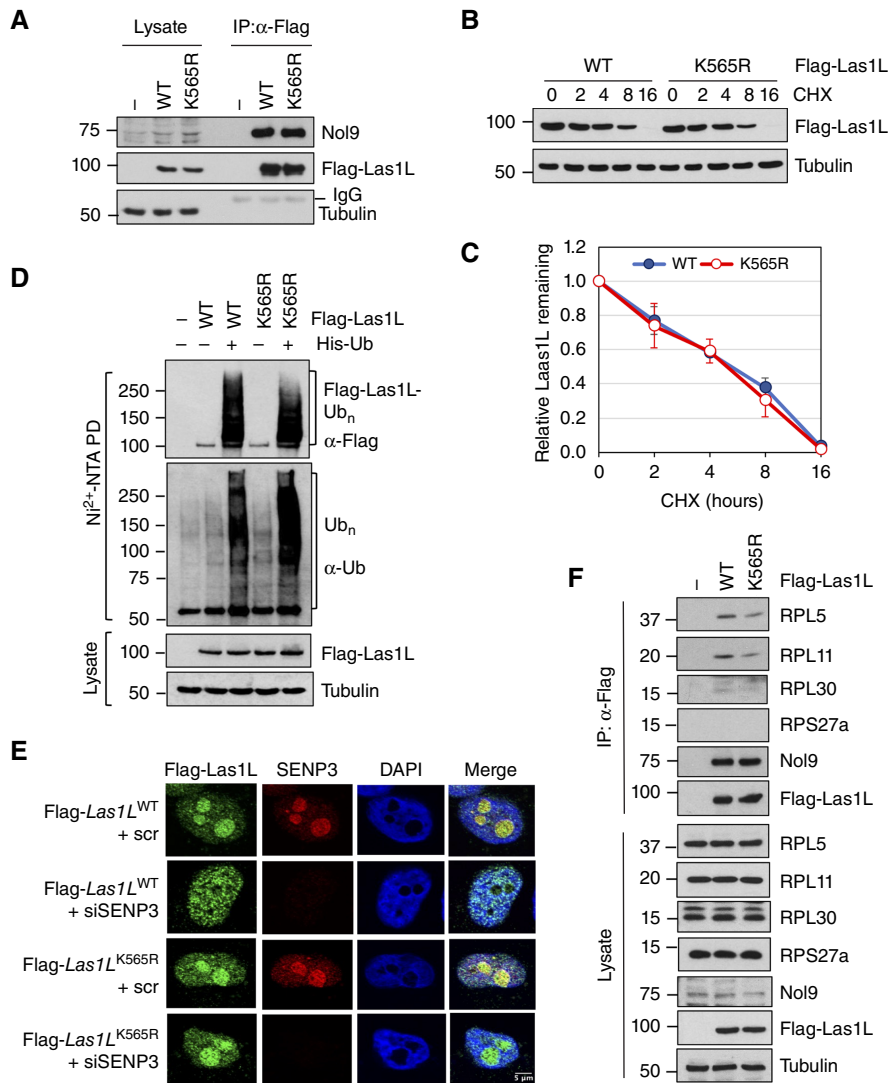 A
Lysate IP:α-Flag
– WT K565R – WT K565R
75 Nol9
100 Flag-Las1L
IgG
50 Tubulin
B
WT K565R Flag-Las1L
0 2 4 8 16 0 2 4 8 16 CHX
100 Flag-Las1L
50 Tubulin
C
WT K565R
1.2
1.0
0.8
0.6
0.4
0.2
0.0
0 2 4 8 16
Relative Laas1L remaining
CHX (hours)
D
– WT WT K565R K565R Flag-Las1L
– – + – + His-Ub
Ni2+-NTA PD
250
150
100
Flag-Las1L-
Ubn
α-Flag
250
150
100
75
50
Ubn
α-Ub
Lysate
100 Flag-Las1L
50 Tubulin
E
Flag-Las1L SENP3 DAPI Merge
Flag-Las1LWT
+ scr
Flag-Las1LWT
+ siSENP3
Flag-Las1LK565R
+ scr
Flag-Las1LK565R
+ siSENP3
5 µm
F
– WT K565R Flag-Las1L
IP: α-Flag
37 RPL5
20 RPL11
15 RPL30
15 RPS27a
75 Nol9
100 Flag-Las1L
Lysate
37 RPL5
20 RPL11
15 RPL30
15 RPS27a
75 Nol9
100 Flag-Las1L
50 Tubulin